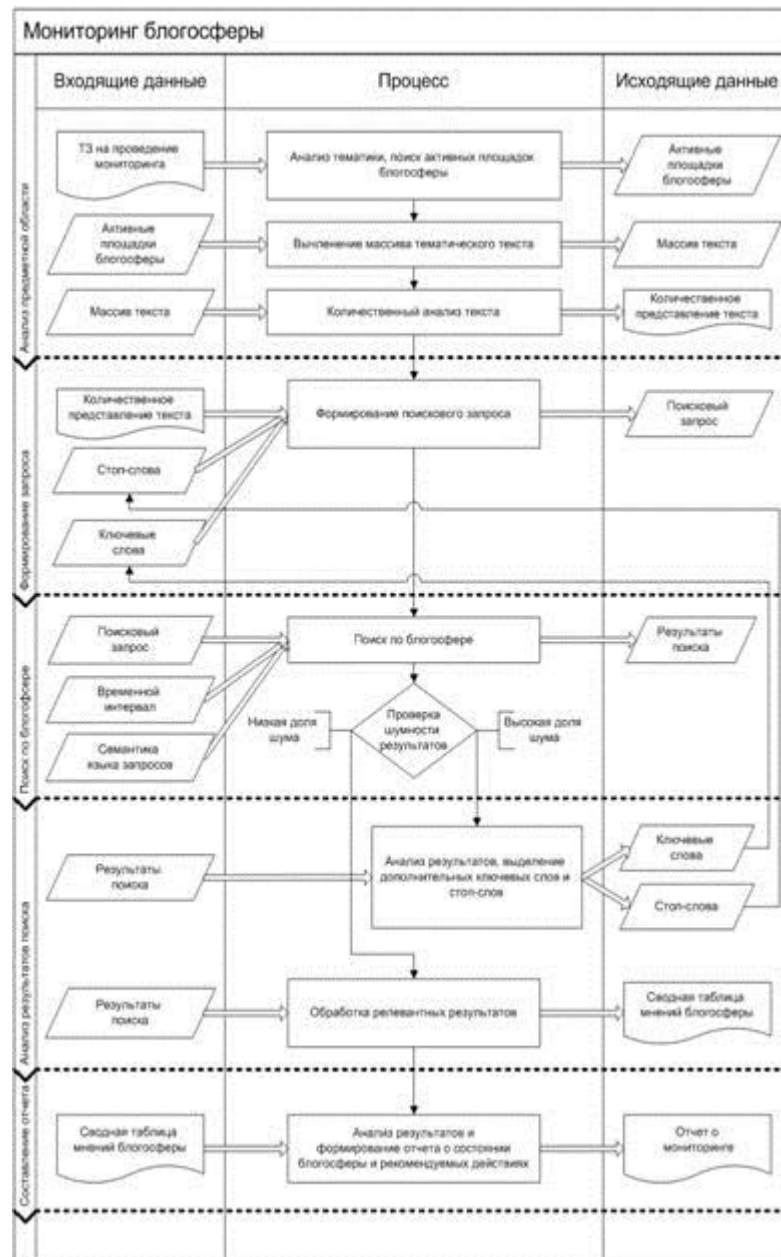 Мониторинг блогосферы
Входящие данные
Процесс
Исходящие данные
Анализ предметной области
ТЗ на проведение
мониторинга
Анализ тематики, поиск активных площадок
блогосферы
Активные
площадки
блогосферы
Активные
площадки
блогосферы
Вычленение массива тематического текста
Массив текста
Массив текста
Количественный анализ текста
Количественное
представление текста
Формирование запроса
Количественное
представление текста
Формирование поискового запроса
Поисковый
запрос
Стоп-слова
Ключевые
слова
Поиск по блогофсере
Поисковый
запрос
Поиск по блогосфере
Результаты
поиска
Временной
интервал
Низкая доля
шума
Проверка
шумности
результатов
Высокая доля
шума
Семантика
языка запросов
Анализ результатов поиска
Результаты
поиска
Анализ результатов, выделение
дополнительных ключевых слов и
стоп-слов
Ключевые
слова
Стоп-слова
Результаты
поиска
Обработка релевантных результатов
Сводная таблица
мнений блогосферы
Составление отчета
Сводная таблица
мнений блогосферы
Анализ результатов и
формирование отчета о состоянии
блогосферы и рекомендуемых действиях
Отчет о
мониторинге